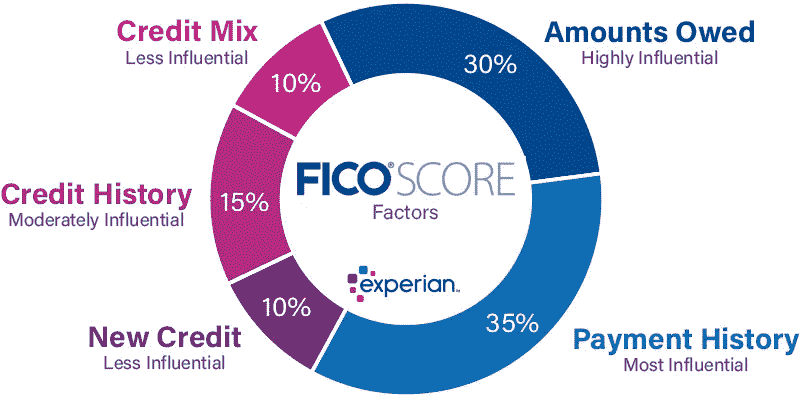 Credit Mix
Less Influential
10%
Amounts Owed
Highly Influential
30%
Credit History
Moderately Influential
15%
FICO® SCORE
Factors
experian™
New Credit
Less Influential
10%
35%
Payment History
Most Influential